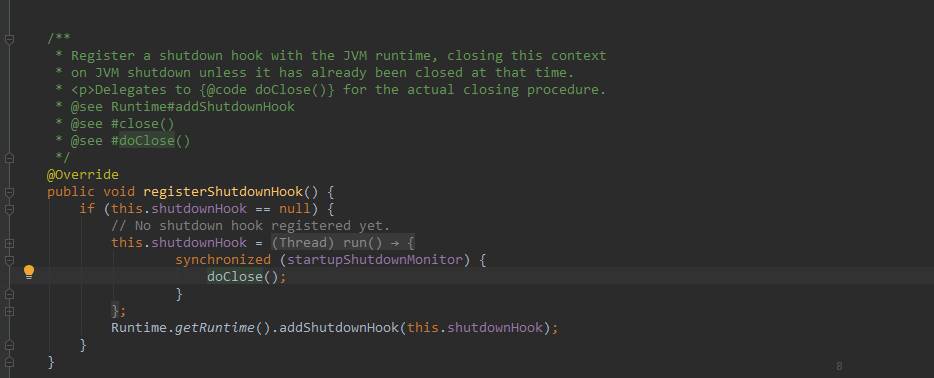 /**
 * Register a shutdown hook with the JVM runtime, closing this context
 * on JVM shutdown unless it has already been closed at that time.
 * <p>Delegates to {@code doClose()} for the actual closing procedure.
 * @see Runtime#addShutdownHook
 * @see #close()
 * @see #doClose()
 */
@Override
public void registerShutdownHook() {
    if (this.shutdownHook == null) {
        // No shutdown hook registered yet.
        this.shutdownHook = (Thread) run() → {
                synchronized (startupShutdownMonitor) {
                    doClose();
                }
        };
        Runtime.getRuntime().addShutdownHook(this.shutdownHook);
    }
}
8